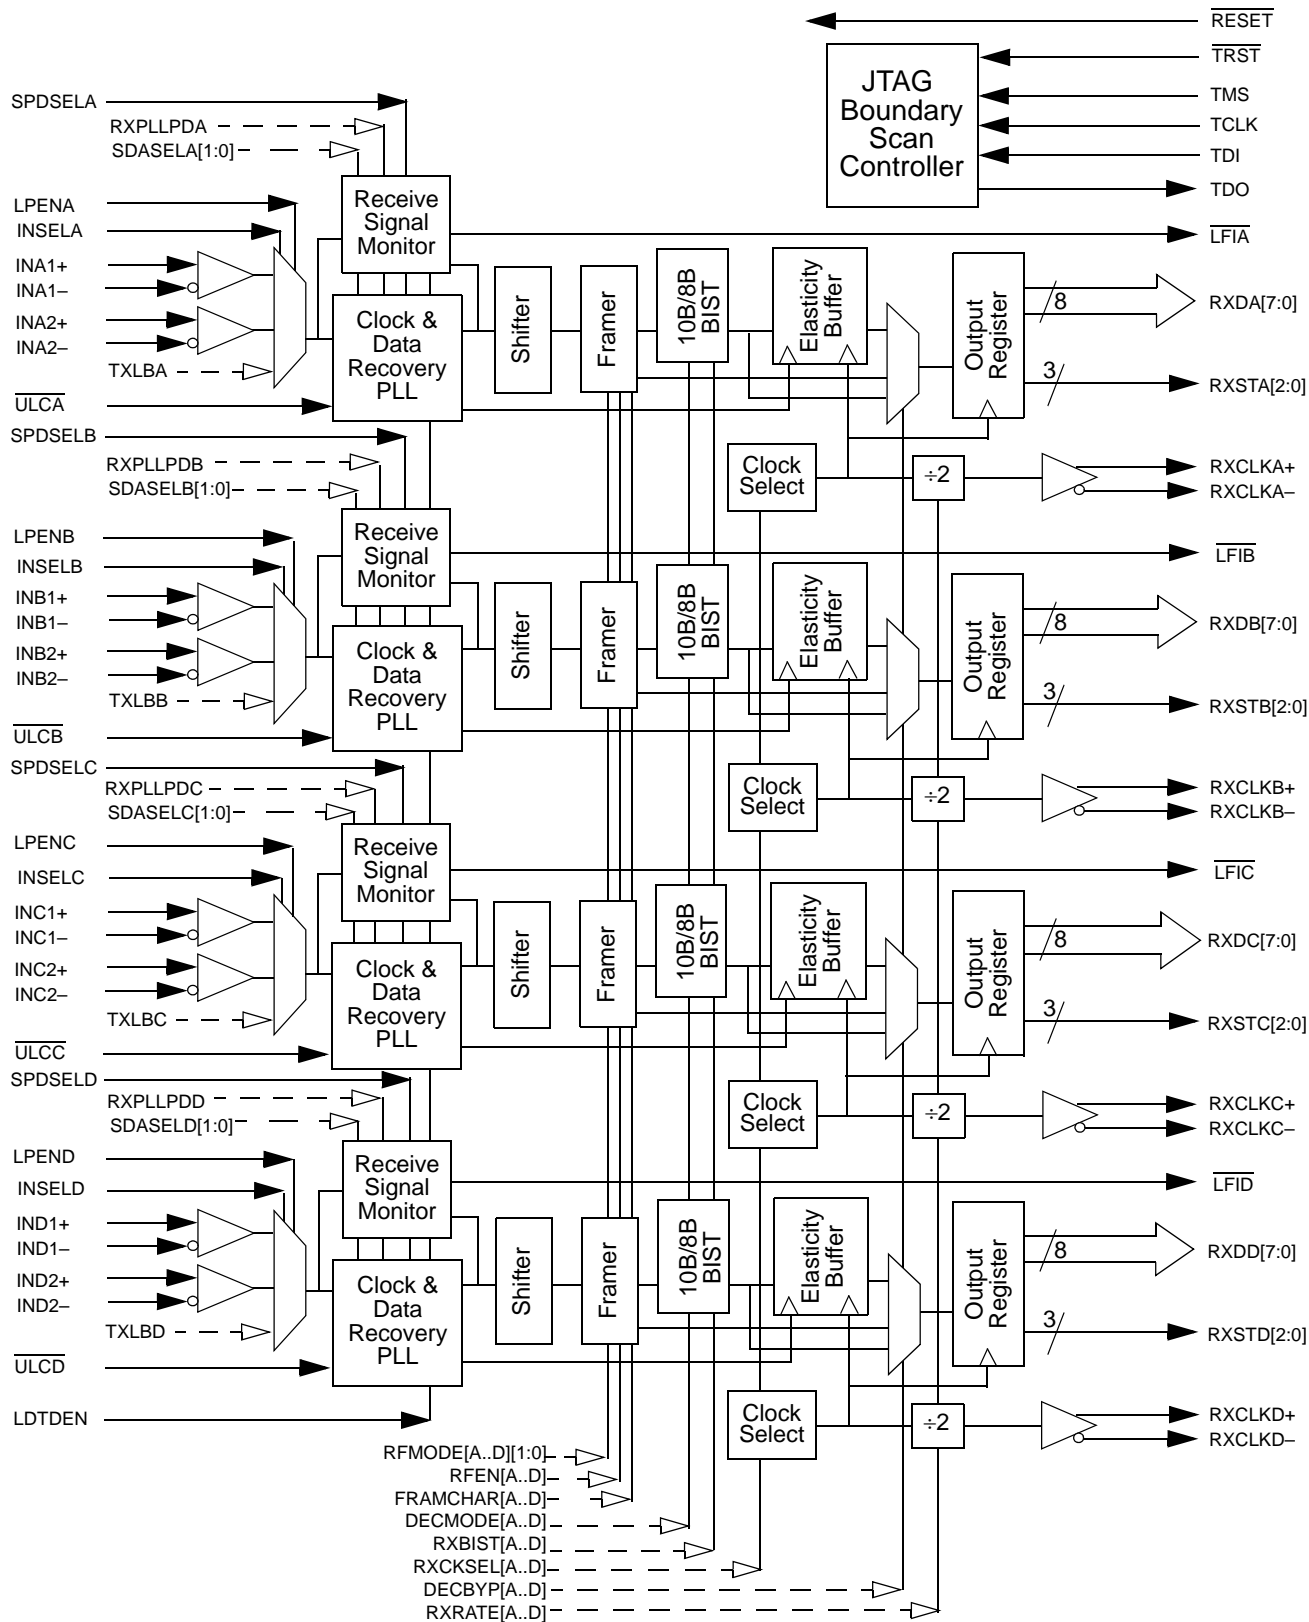 RESET
TRST
JTAG
Boundary
Scan
Controller
TMS
TCLK
TDI
TDO
SPDSELA
RXPLLPDA
SDASELA[1:0]
LPENA
INSELA
INA1+
INA1–
INA2+
INA2–
TXLBA
ULCA
Receive
Signal
Monitor
Clock &
Data
Recovery
PLL
Shifter
Framer
10B/8B
BIST
Elasticity
Buffer
Output
Register
Clock
Select
÷2
LFIA
8
RXDA[7:0]
3
RXSTA[2:0]
RXCLKA+
RXCLKA–
SPDSELB
RXPLLPDB
SDASELB[1:0]
LPENB
INSELB
INB1+
INB1–
INB2+
INB2–
TXLBB
ULCB
Receive
Signal
Monitor
Clock &
Data
Recovery
PLL
Shifter
Framer
10B/8B
BIST
Elasticity
Buffer
Output
Register
Clock
Select
÷2
LFIB
8
RXDB[7:0]
3
RXSTB[2:0]
RXCLKB+
RXCLKB–
SPDSELC
RXPLLPDC
SDASELC[1:0]
LPENC
INSELC
INC1+
INC1–
INC2+
INC2–
TXLBC
ULCC
Receive
Signal
Monitor
Clock &
Data
Recovery
PLL
Shifter
Framer
10B/8B
BIST
Elasticity
Buffer
Output
Register
Clock
Select
÷2
LFIC
8
RXDC[7:0]
3
RXSTC[2:0]
RXCLKC+
RXCLKC–
SPDSELD
RXPLLPDD
SDASELD[1:0]
LPEND
INSELD
IND1+
IND1–
IND2+
IND2–
TXLBD
ULCD
Receive
Signal
Monitor
Clock &
Data
Recovery
PLL
Shifter
Framer
10B/8B
BIST
Elasticity
Buffer
Output
Register
Clock
Select
÷2
LFID
8
RXDD[7:0]
3
RXSTD[2:0]
RXCLKD+
RXCLKD–
LDTDEN
RFMODE[A..D][1:0]
RFEN[A..D]
FRAMCHAR[A..D]
DECMODE[A..D]
RXBIST[A..D]
RXCKSEL[A..D]
DECBYP[A..D]
RXRATE[A..D]